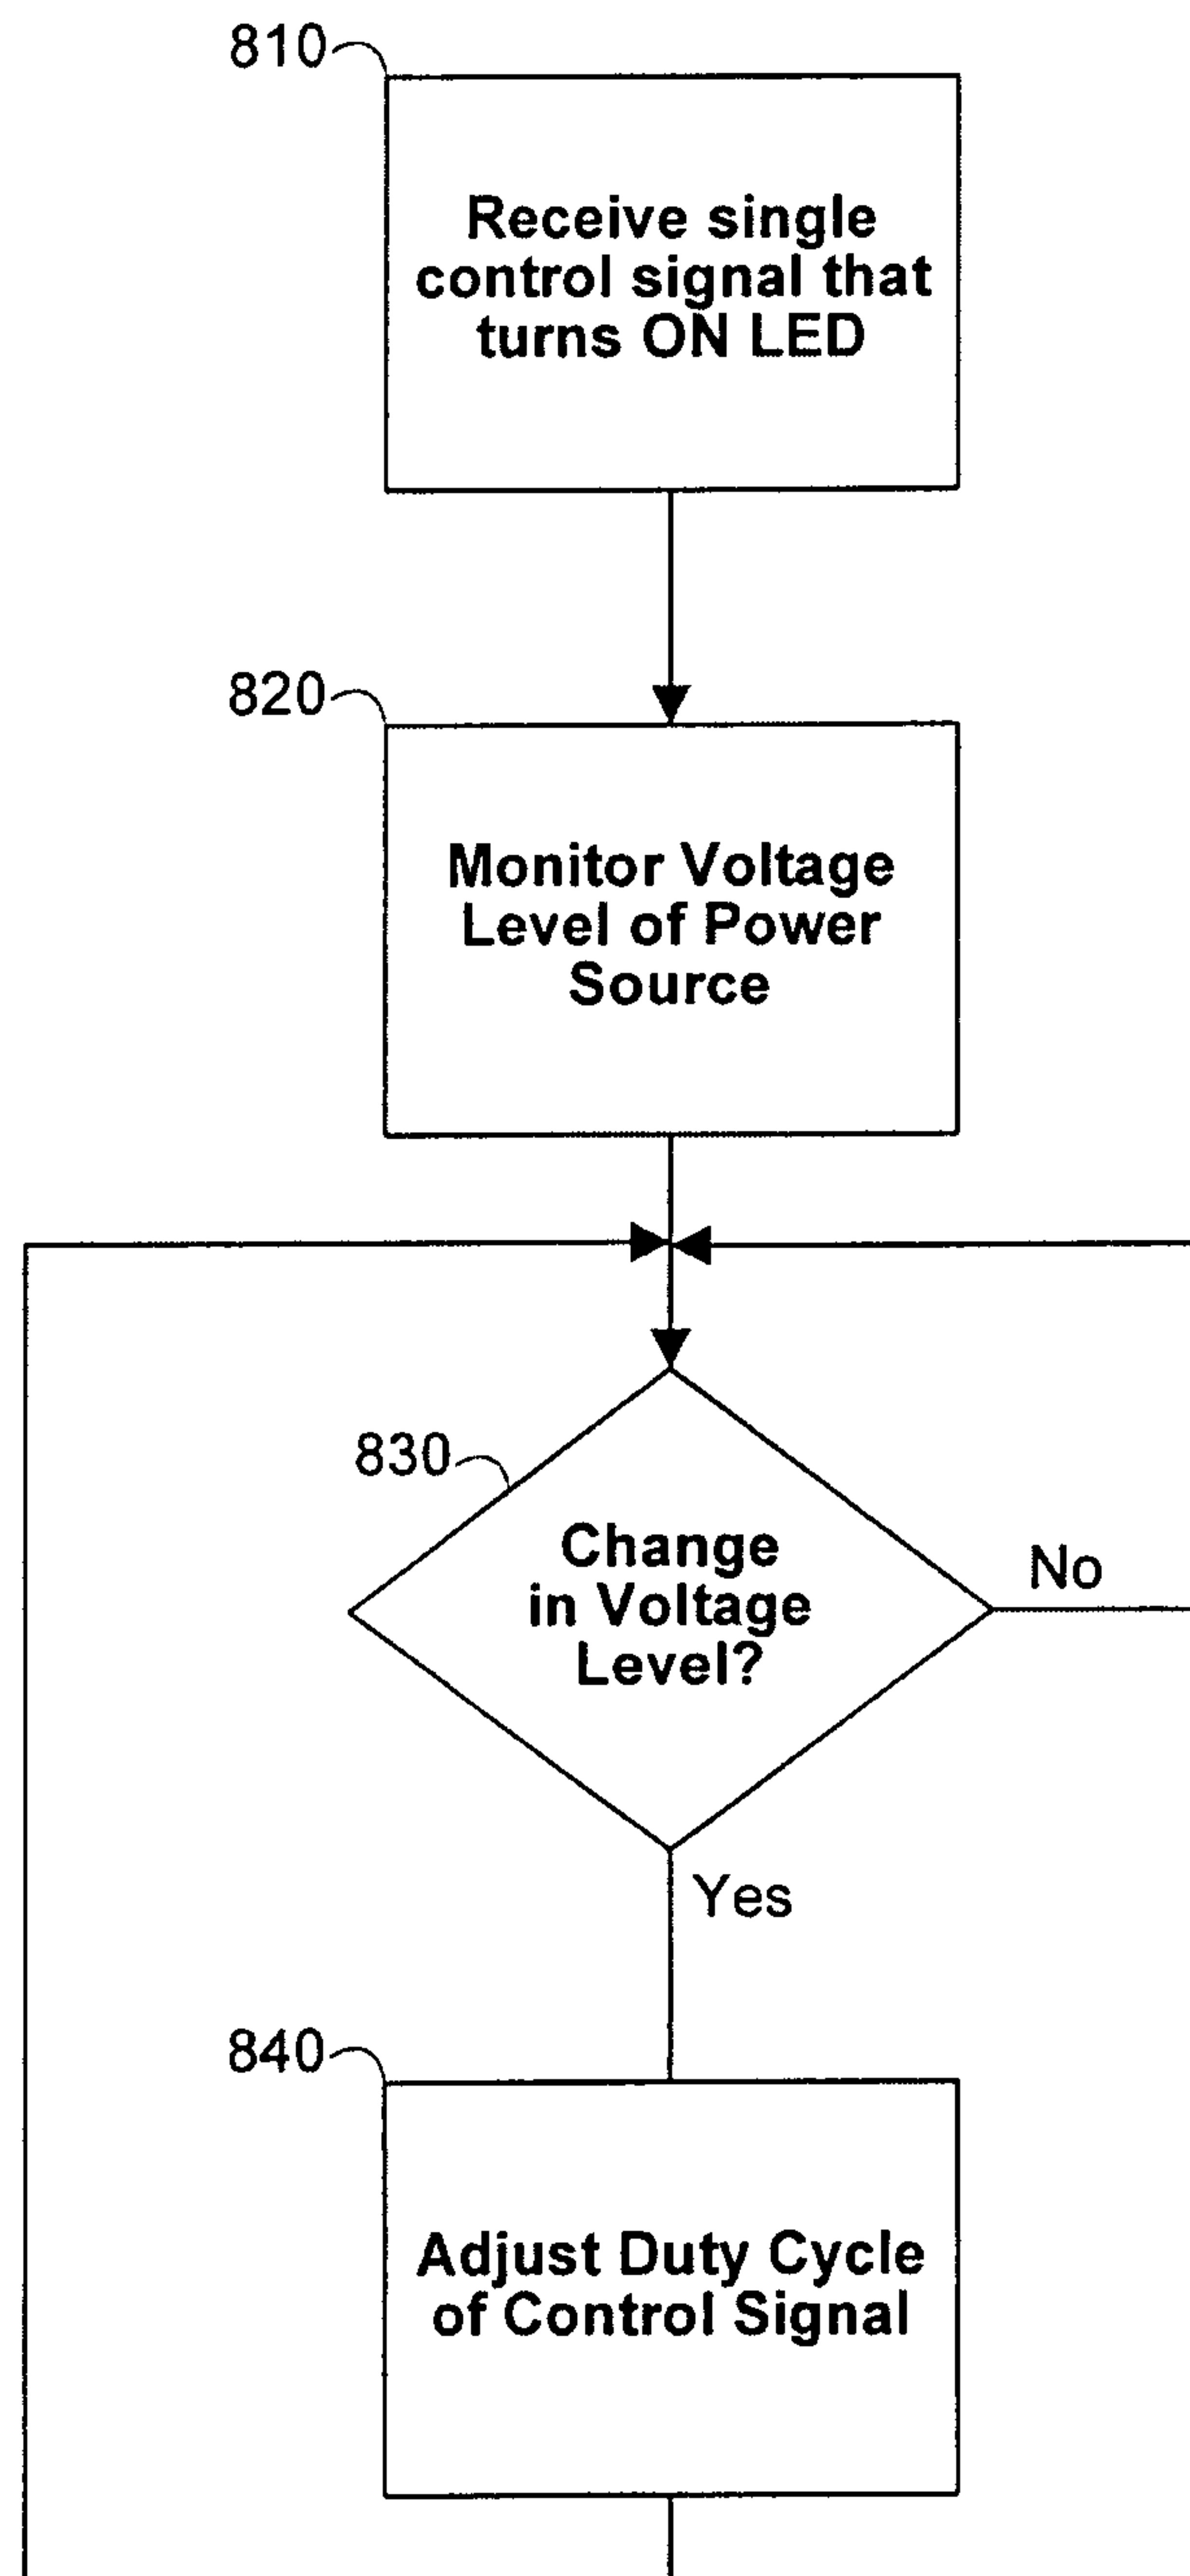 810
Receive single
control signal that
turns ON LED
820
Monitor Voltage
Level of Power
Source
830
Change
in Voltage
Level?
No
Yes
840
Adjust Duty Cycle
of Control Signal